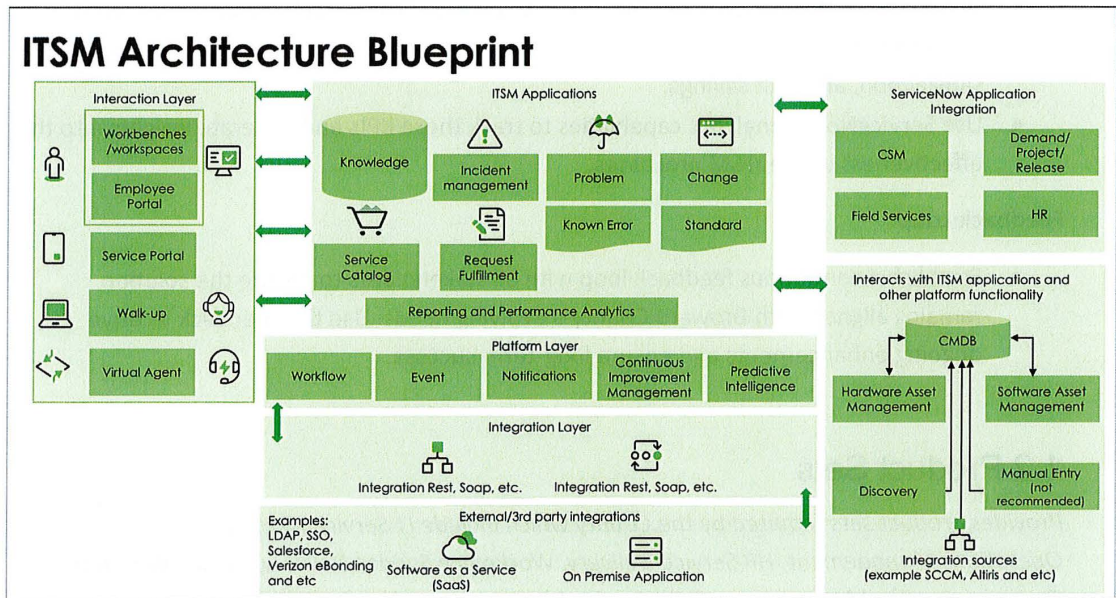 ITSM Architecture Blueprint
Interaction Layer
Workbenches
/workspaces
Employee
Portal
Service Portal
Walk-up
Virtual Agent
ITSM Applications
Knowledge
Incident
management
Problem
Change
Known Error
Standard
Service
Catalog
Request
Fulfillment
Reporting and Performance Analytics
Platform Layer
Workflow
Event
Notifications
Continuous
Improvement
Management
Predictive
Intelligence
Integration Layer
Integration Rest, Soap, etc.
Integration Rest, Soap, etc.
External/3rd party integrations
Examples:
LDAP, SSO,
Salesforce,
Verizon eBonding
and etc
Software as a Service
(SaaS)
On Premise Application
ServiceNow Application
Integration
CSM
Demand/
Project/
Release
Field Services
HR
Interacts with ITSM applications and
other platform functionality
CMDB
Hardware Asset
Management
Software Asset
Management
Discovery
Manual Entry
(not
recommended)
Integration sources
(example SCCM, Altiris and etc)